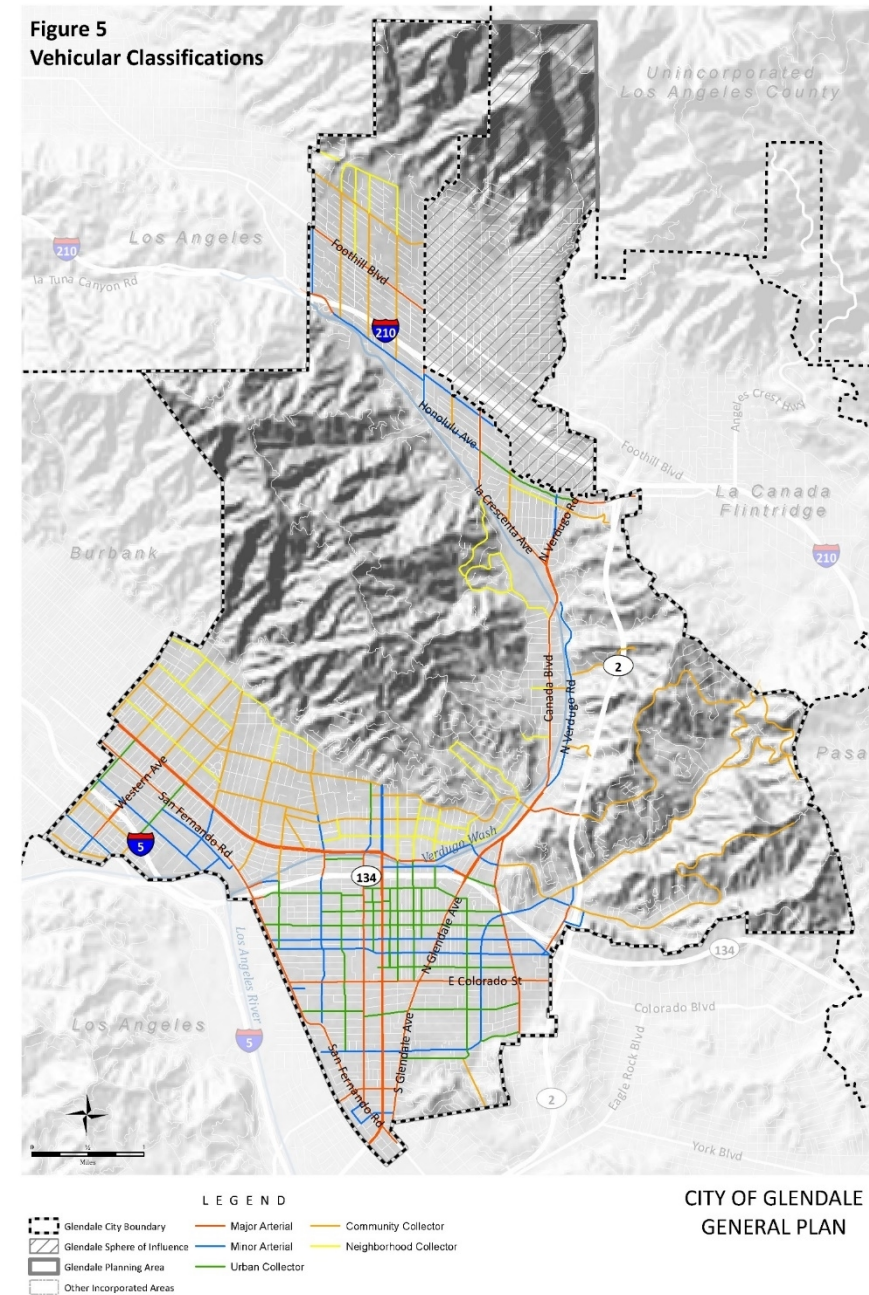 Figure 5
Vehicular Classifications
Unincorporated
Los Angeles County
Los Angeles
210
la Tuna Canyon Rd
Foothill Blvd
210
Honolulu Ave
Angeles Crest Hwy
Foothill Blvd
La Canada
Flintridge
la Crescenta Ave
N Verdugo Rd
210
Burbank
2
Canada Blvd
N Verdugo Rd
Pasa
Western Ave
San Fernando Rd
5
Verdugo Wash
134
N Glendale Ave
134
Los Angeles River
E Colorado St
Colorado Blvd
Los Angeles
5
San Fernando Rd
S Glendale Ave
Eagle Rock Blvd
2
York Blvd
0 ½ 1
Miles
LEGEND
Glendale City Boundary
Glendale Sphere of Influence
Glendale Planning Area
Other Incorporated Areas
Major Arterial
Minor Arterial
Urban Collector
Community Collector
Neighborhood Collector
CITY OF GLENDALE
GENERAL PLAN